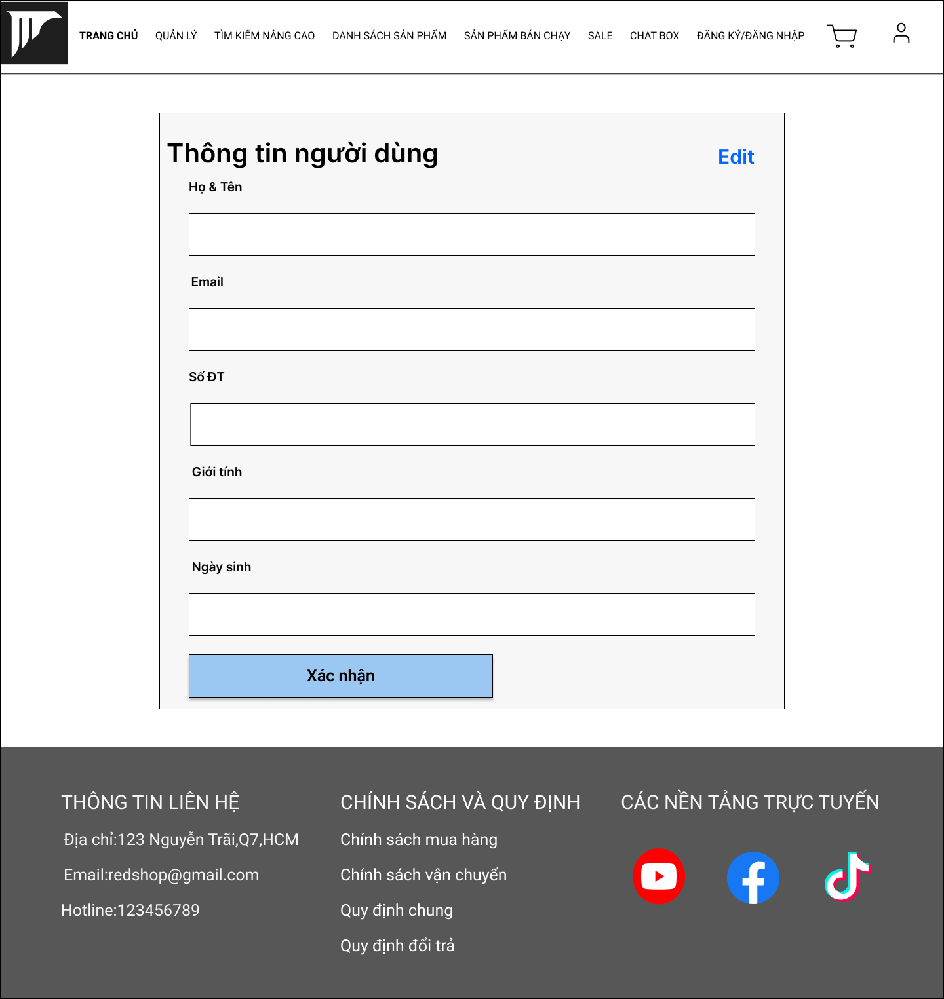 TRANG CHỦ QUẢN LÝ TÌM KIẾM NÂNG CAO DANH SÁCH SẢN PHẨM SẢN PHẨM BÁN CHẠY SALE CHAT BOX ĐĂNG KÝ/ĐĂNG NHẬP
Thông tin người dùng Edit
Họ & Tên
Email
Số ĐT
Giới tính
Ngày sinh
Xác nhận
THÔNG TIN LIÊN HỆ
Địa chỉ:123 Nguyễn Trãi,Q7,HCM
Email:redshop@gmail.com
Hotline:123456789
CHÍNH SÁCH VÀ QUY ĐỊNH
Chính sách mua hàng
Chính sách vận chuyển
Quy định chung
Quy định đổi trả
CÁC NỀN TẢNG TRỰC TUYẾN